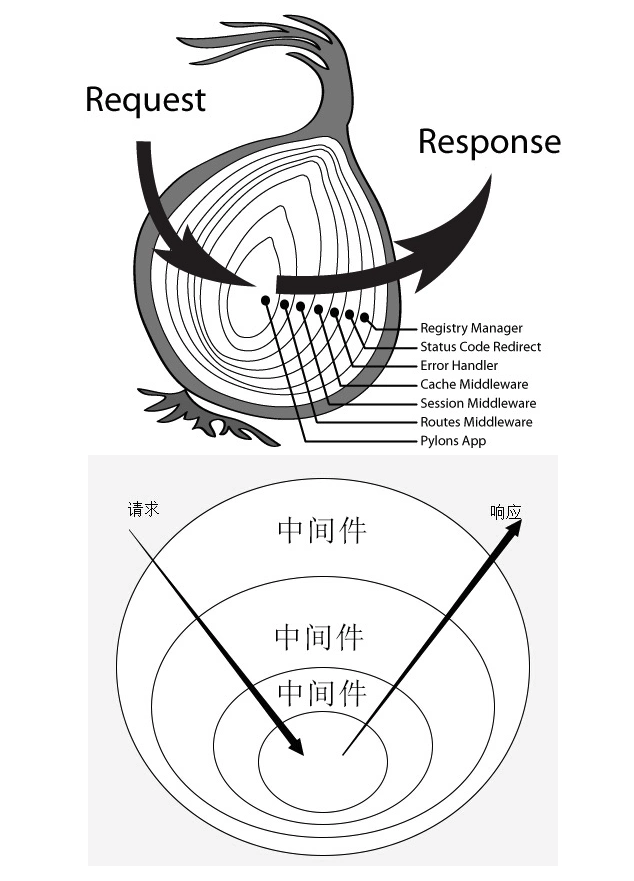 Request
Response
Registry Manager
Status Code Redirect
Error Handler
Cache Middleware
Session Middleware
Routes Middleware
Pylons App
请求
响应
中间件
中间件
中间件